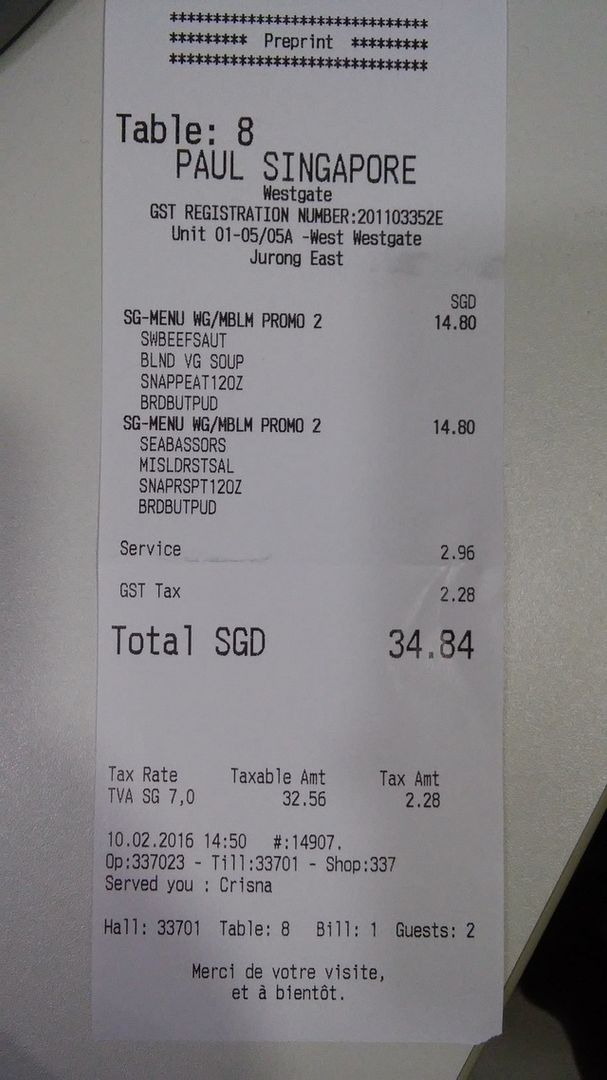 *****************************
********* Preprint *********
*****************************
Table: 8
PAUL SINGAPORE
Westgate
GST REGISTRATION NUMBER:201103352E
Unit 01-05/05A -West Westgate
Jurong East
SGD
SG-MENU WG/MBLM PROMO 2 14.80
SWBEEFSAUT
BLND VG SOUP
SNAPPEAT12OZ
BRDBUTPUD
SG-MENU WG/MBLM PROMO 2 14.80
SEABASSORS
MISLDRSTSAL
SNAPRSPT12OZ
BRDBUTPUD
Service 2.96
GST Tax 2.28
Total SGD 34.84
Tax Rate Taxable Amt Tax Amt
TVA SG 7,0 32.56 2.28
10.02.2016 14:50 #:14907.
Op:337023 - Till:33701 - Shop:337
Served you : Crisna
Hall: 33701 Table: 8 Bill: 1 Guests: 2
Merci de votre visite,
et à bientôt.